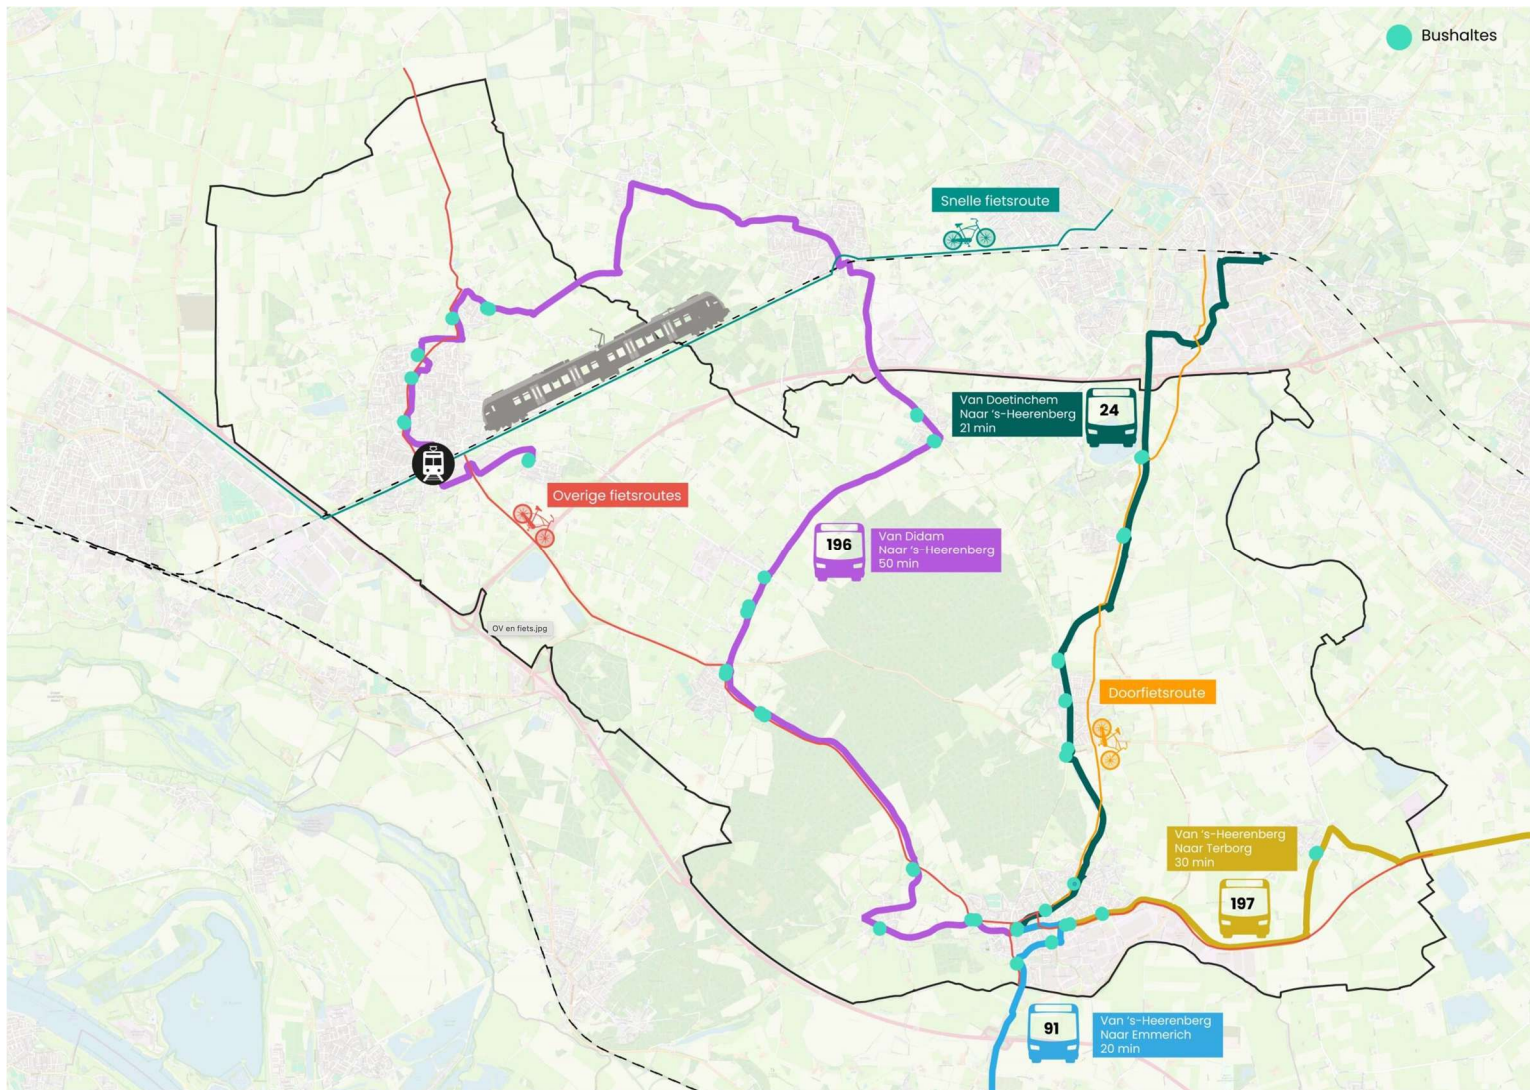 Bushaltes
Snelle fietsroute
Van Doetinchem
Naar 's-Heerenberg
21 min
24
Overige fietsroutes
196
Van Didam
Naar 's-Heerenberg
50 min
OV en fiets.jpg
Doorfietsroute
Van 's-Heerenberg
Naar Terborg
30 min
197
91
Van 's-Heerenberg
Naar Emmerich
20 min